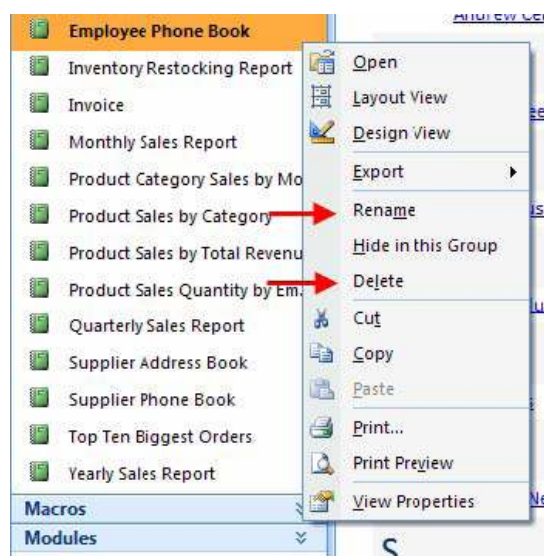 Employee Phone Book
Inventory Restocking Report
Invoice
Monthly Sales Report
Product Category Sales by Mo
Product Sales by Category
Product Sales by Total Revenu
Product Sales Quantity by Em.
Quarterly Sales Report
Supplier Address Book
Supplier Phone Book
Top Ten Biggest Orders
Yearly Sales Report
Macros
Modules
Open
Layout View
Design View
Export
Rename
Hide in this Group
Delete
Cut
Copy
Paste
Print...
Print Preview
View Properties
S